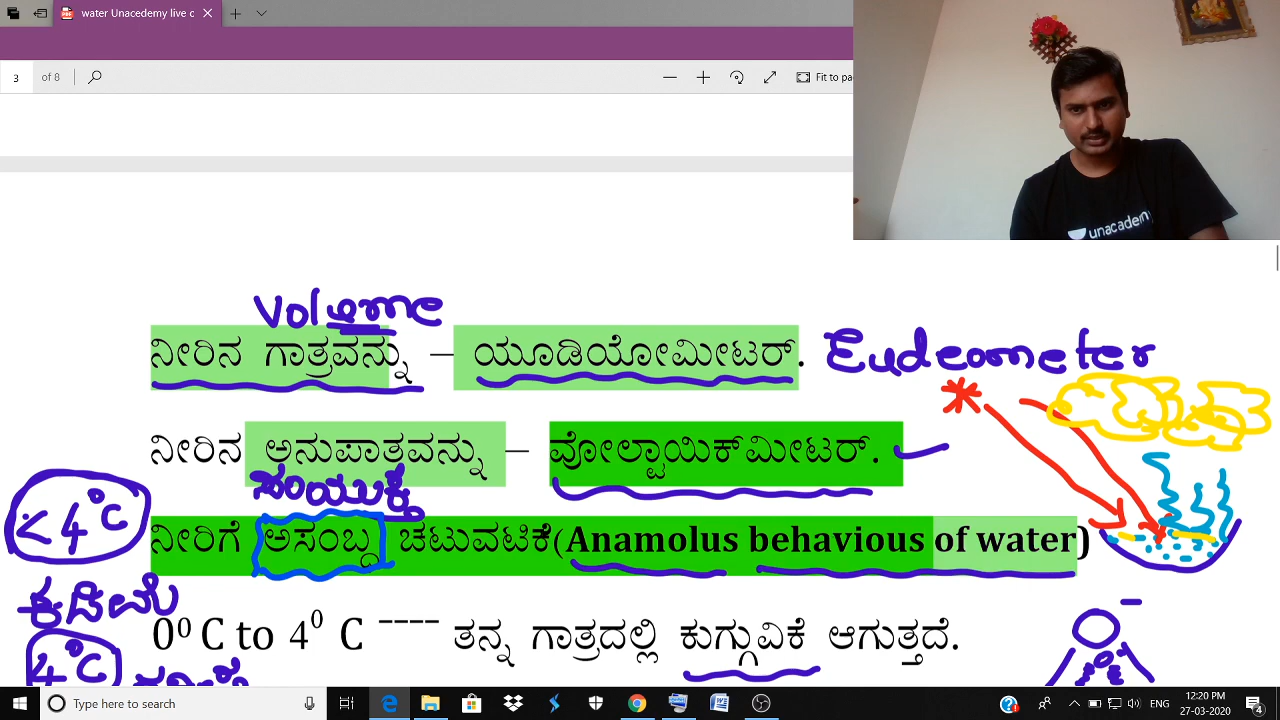 water Unacedemy live c
3 of 8
Fit to pa
unacademy
Volume
ನೀರಿನ ಗಾತ್ರವನ್ನು – ಯೂಡಿಯೋಮೀಟರ್. Eudeometer
ನೀರಿನ ಅನುಪಾತವನ್ನು – ವೋಲ್ಟಾಯಿಕ್‌ಮೀಟರ್.
ಸಂಯುಕ್ತ
<4°C
ನೀರಿಗೆ ಅಸಂಬ್ದ ಚಟುವಟಿಕೆ(Anamolus behavious of water)
ಕಡಿಮೆ
0⁰ C to 4⁰ C ---- ತನ್ನ ಗಾತ್ರದಲ್ಲಿ ಕುಗ್ಗುವಿಕೆ ಆಗುತ್ತದೆ.
4°C
Type here to search
ENG
12:20 PM
27-03-2020
4